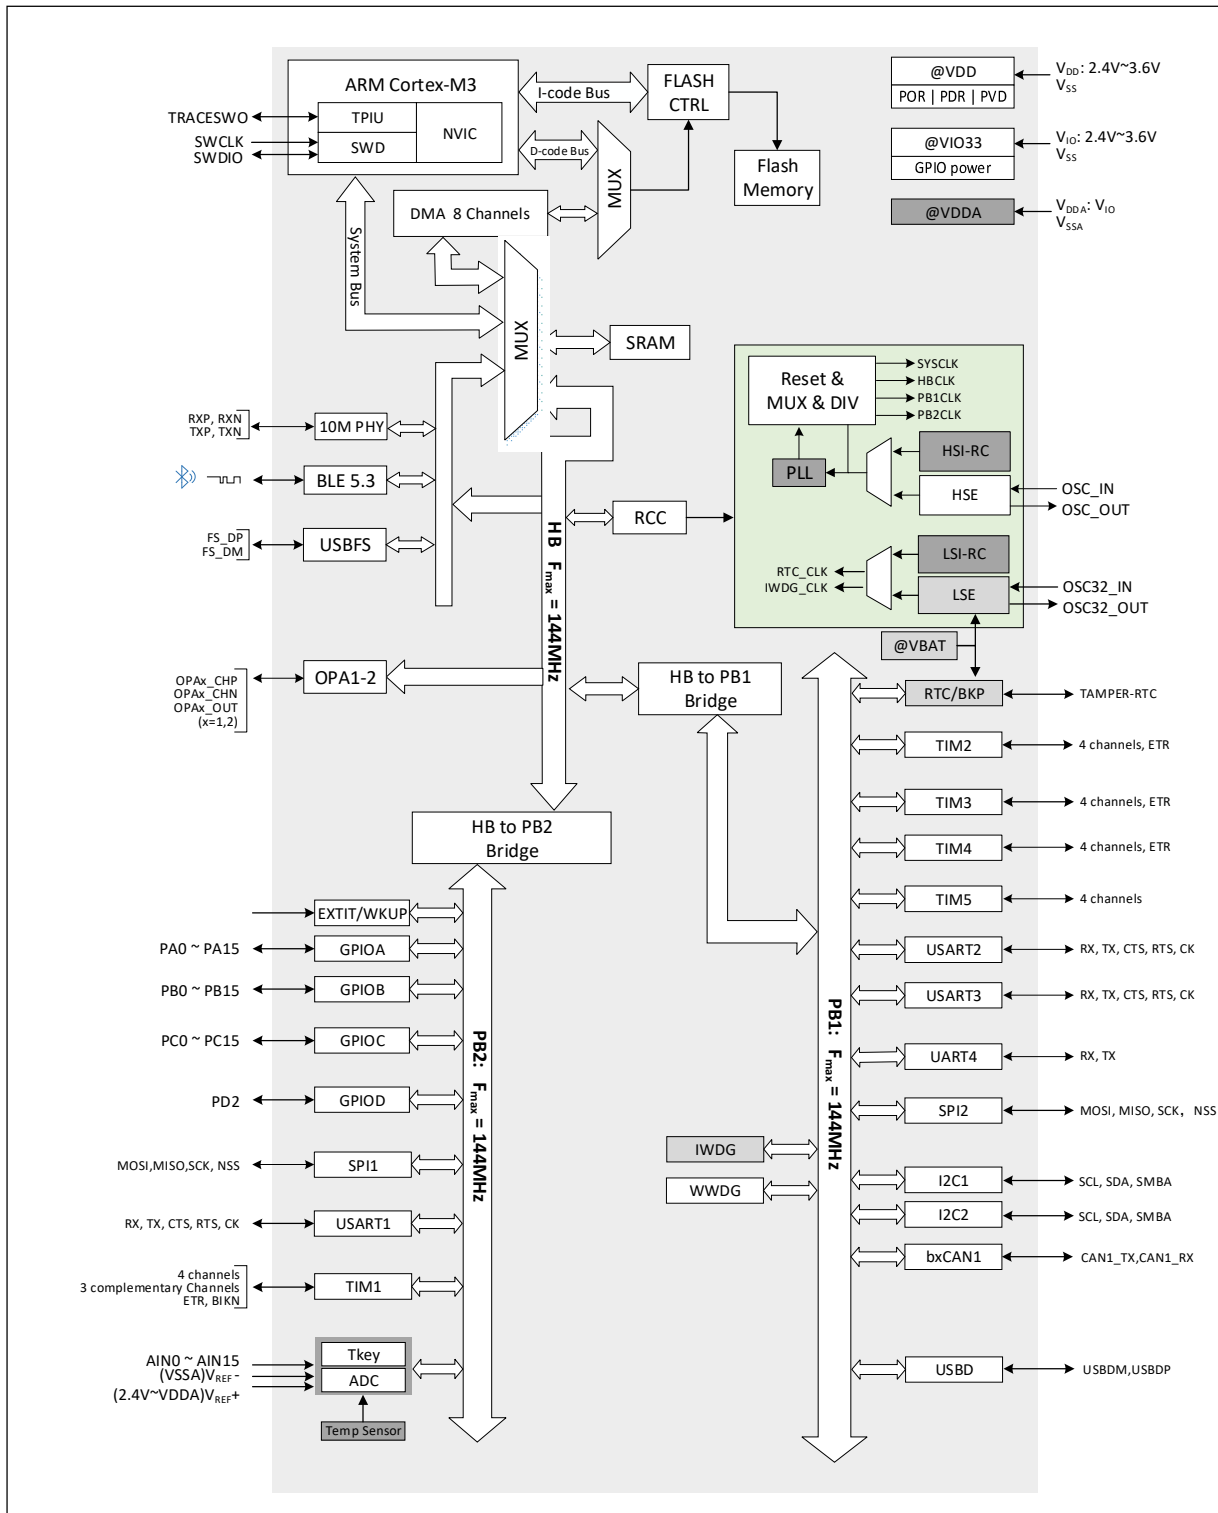 ARM Cortex-M3
TPIU
SWD
NVIC
TRACESWO
SWCLK
SWDIO
I-code Bus
D-code Bus
System Bus
FLASH
CTRL
MUX
Flash
Memory
DMA 8 Channels
MUX
SRAM
@VDD
POR | PDR | PVD
VDD: 2.4V~3.6V
VSS
@VIO33
GPIO power
VIO: 2.4V~3.6V
VSS
@VDDA
VDDA: VIO
VSSA
Reset &
MUX & DIV
SYSCLK
HBCLK
PB1CLK
PB2CLK
PLL
HSI-RC
HSE
OSC_IN
OSC_OUT
LSI-RC
LSE
RTC_CLK
IWDG_CLK
OSC32_IN
OSC32_OUT
@VBAT
RXP, RXN
TXP, TXN
10M PHY
BLE 5.3
FS_DP
FS_DM
USBFS
RCC
HB Fmax = 144MHz
OPAx_CHP
OPAx_CHN
OPAx_OUT
(x=1,2)
OPA1-2
HB to PB1
Bridge
HB to PB2
Bridge
EXTIT/WKUP
PA0 ~ PA15
GPIOA
PB0 ~ PB15
GPIOB
PC0 ~ PC15
GPIOC
PD2
GPIOD
MOSI,MISO,SCK, NSS
SPI1
RX, TX, CTS, RTS, CK
USART1
4 channels
3 complementary Channels
ETR, BIKN
TIM1
AIN0 ~ AIN15
(VSSA)VREF-
(2.4V~VDDA)VREF+
Tkey
ADC
Temp Sensor
PB2: Fmax = 144MHz
PB1: Fmax = 144MHz
IWDG
WWDG
RTC/BKP
TAMPER-RTC
TIM2
4 channels, ETR
TIM3
4 channels, ETR
TIM4
4 channels, ETR
TIM5
4 channels
USART2
RX, TX, CTS, RTS, CK
USART3
RX, TX, CTS, RTS, CK
UART4
RX, TX
SPI2
MOSI, MISO, SCK, NSS
I2C1
SCL, SDA, SMBA
I2C2
SCL, SDA, SMBA
bxCAN1
CAN1_TX,CAN1_RX
USBD
USBDM,USBDP